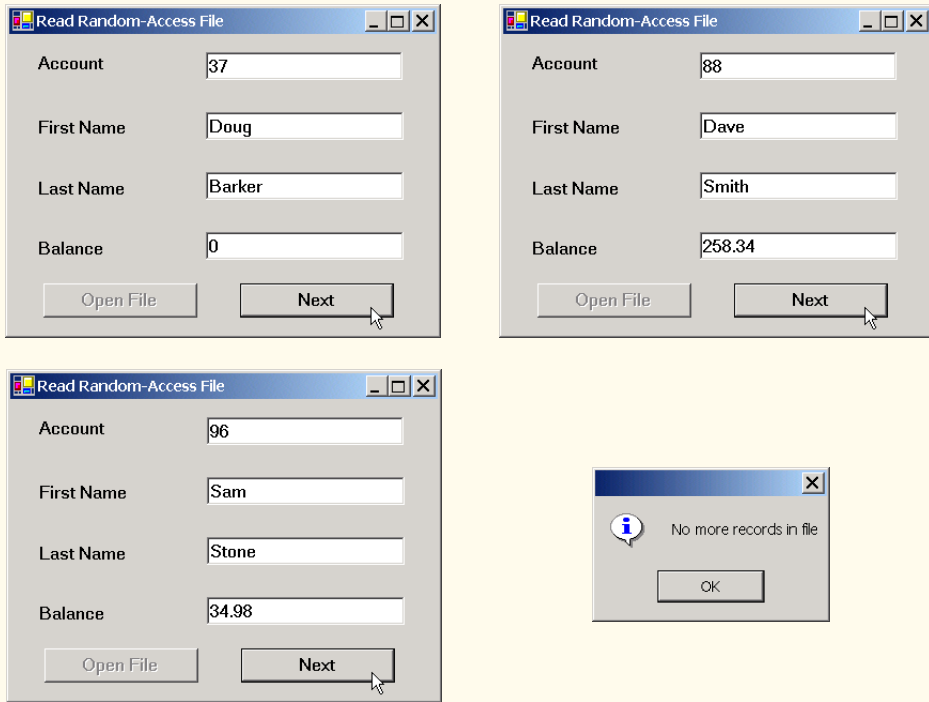 Read Random-Access File
Account 37
First Name Doug
Last Name Barker
Balance 0
Open File Next
Read Random-Access File
Account 88
First Name Dave
Last Name Smith
Balance 258.34
Open File Next
Read Random-Access File
Account 96
First Name Sam
Last Name Stone
Balance 34.98
Open File Next
No more records in file
OK